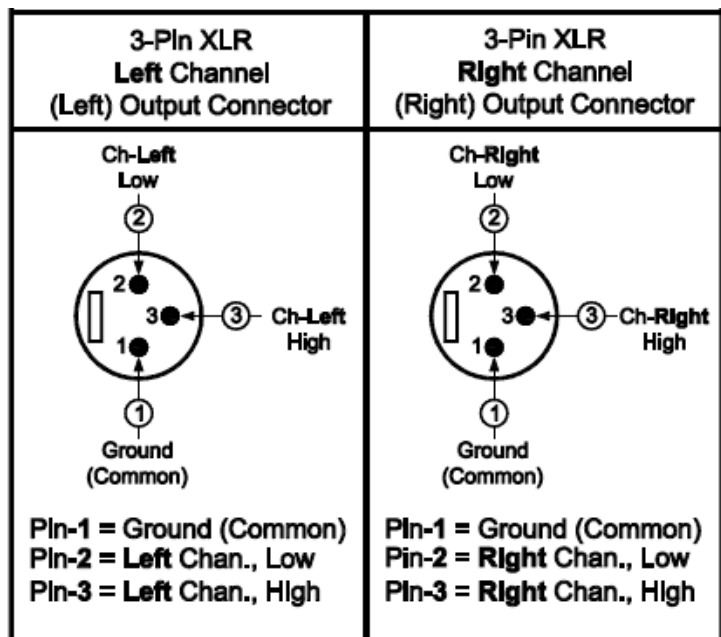 3-Pin XLR
Left Channel
(Left) Output Connector
3-Pin XLR
Right Channel
(Right) Output Connector
Ch-Left
Low
2
2
3
3
Ch-Left
High
1
1
Ground
(Common)
Ch-Right
Low
2
2
3
3
Ch-Right
High
1
1
Ground
(Common)
Pin-1 = Ground (Common)
Pin-2 = Left Chan., Low
Pin-3 = Left Chan., High
Pin-1 = Ground (Common)
Pin-2 = Right Chan., Low
Pin-3 = Right Chan., High